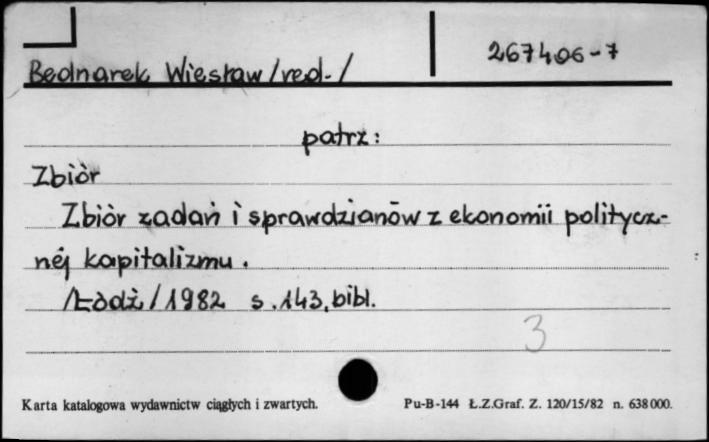 Bednarek Wiesław /red./ 267406-7
patrz:
Zbiór
Zbiór zadań i sprawdzianów z ekonomii politycz-
nej kapitalizmu.
/Łódź/ 1982 s. 143, bibl.
3
Karta katalogowa wydawnictw ciągłych i zwartych. Pu-B-144 Ł.Z.Graf. Z. 120/15/82 n. 638000.